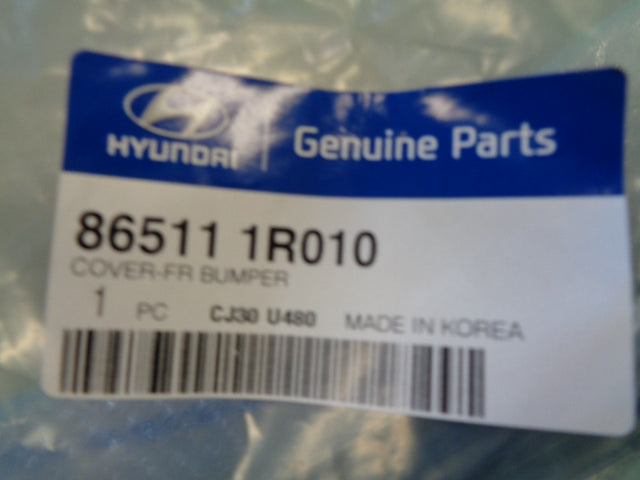 HYUNDAI Genuine Parts
86511 1R010
COVER-FR BUMPER
1 PC CJ30 U480 MADE IN KOREA